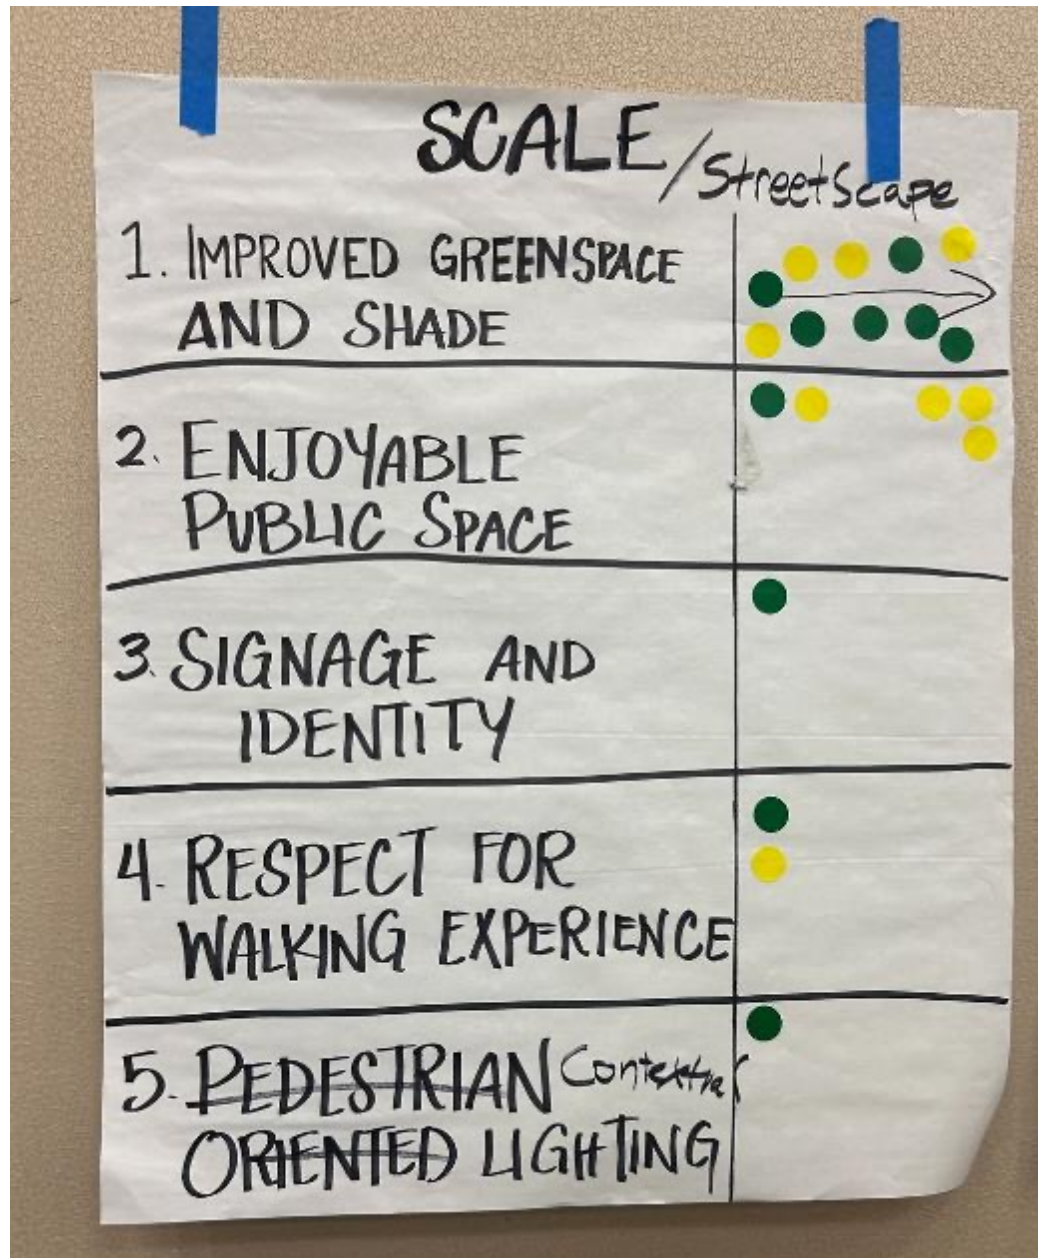 SCALE / StreetScape
1. IMPROVED GREENSPACE
AND SHADE
2. ENJOYABLE
PUBLIC SPACE
3. SIGNAGE AND
IDENTITY
4. RESPECT FOR
WALKING EXPERIENCE
5. PEDESTRIAN Contextual
ORIENTED LIGHTING